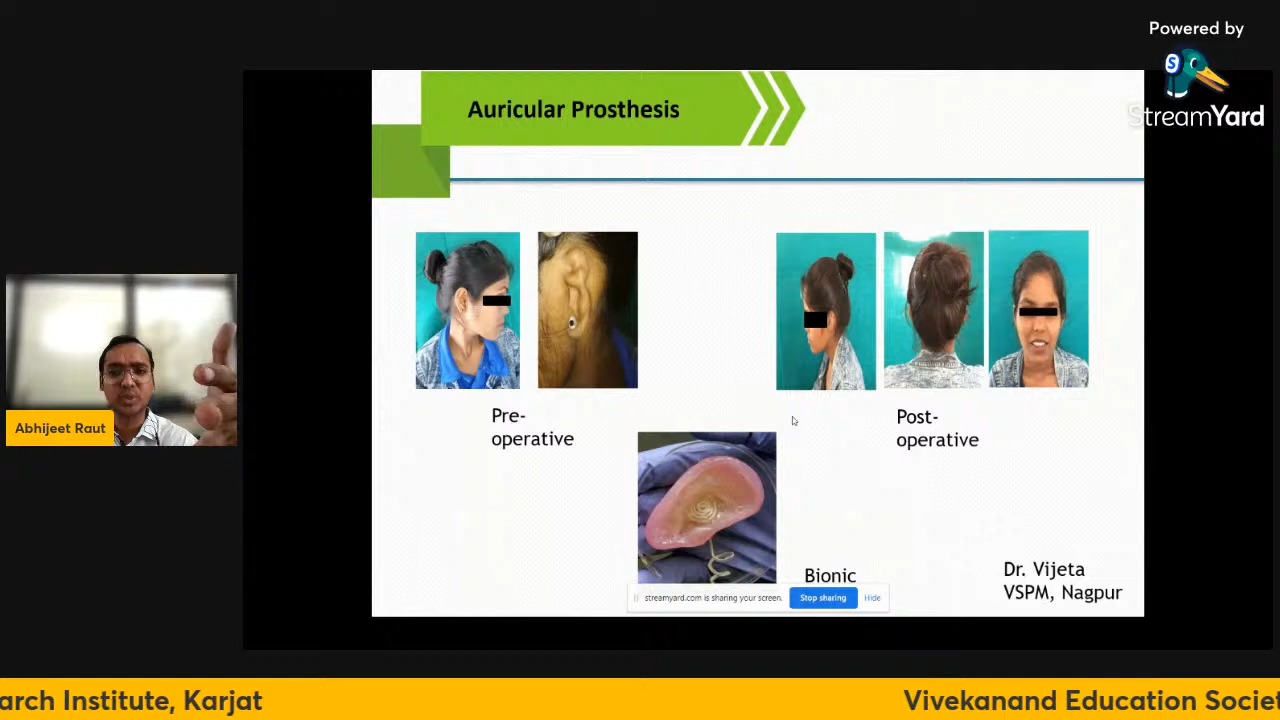 Powered by
S
StreamYard
Auricular Prosthesis
Pre-
operative
Post-
operative
Abhijeet Raut
Bionic
Dr. Vijeta
VSPM, Nagpur
streamyard.com is sharing your screen.
Stop sharing
Hide
arch Institute, Karjat
Vivekanand Education Societ